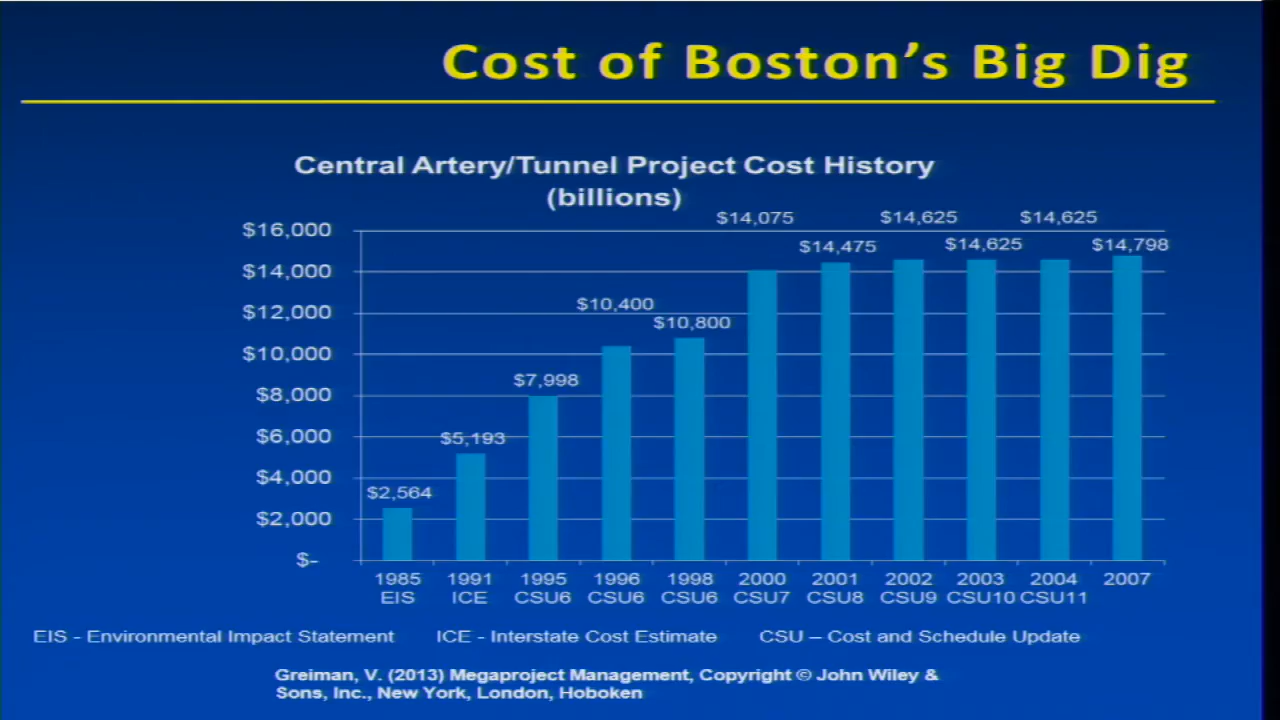 Cost of Boston's Big Dig
Central Artery/Tunnel Project Cost History
(billions)
$14,075 $14,625 $14,625
$16,000
$14,475 $14,625 $14,798
$14,000
$10,400
$12,000
$10,800
$10,000
$7,998
$8,000
$5,193
$6,000
$4,000
$2,564
$2,000
$-
1985 1991 1995 1996 1998 2000 2001 2002 2003 2004 2007
EIS ICE CSU6 CSU6 CSU6 CSU7 CSU8 CSU9 CSU10 CSU11
EIS - Environmental Impact Statement ICE - Interstate Cost Estimate CSU – Cost and Schedule Update
Greiman, V. (2013) Megaproject Management, Copyright © John Wiley &
Sons, Inc., New York, London, Hoboken